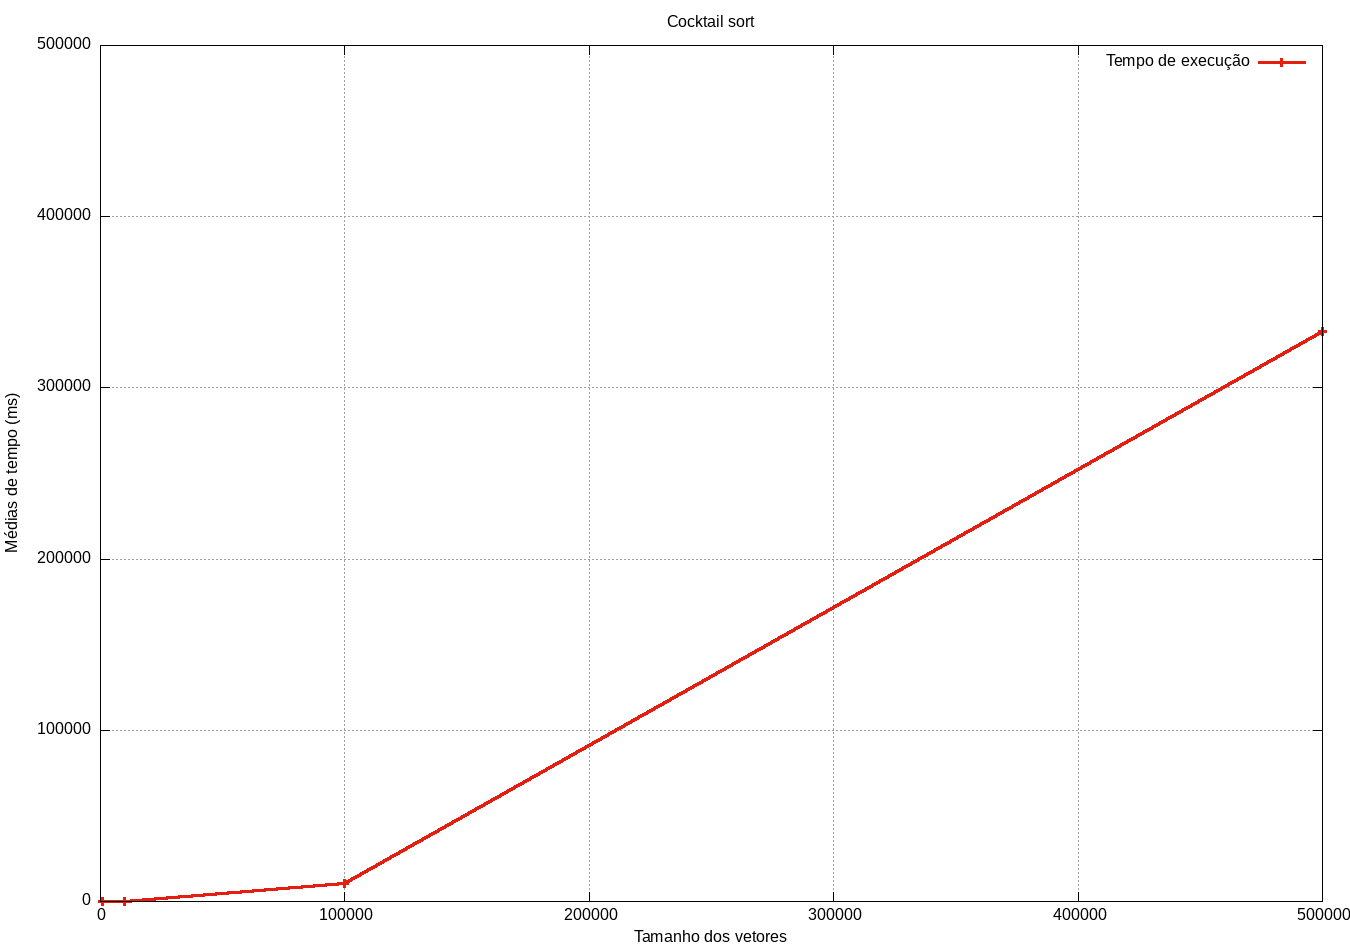 Cocktail sort
500000
Tempo de execução
400000
300000
Médias de tempo (ms)
200000
100000
0
0 100000 200000 300000 400000 500000
Tamanho dos vetores